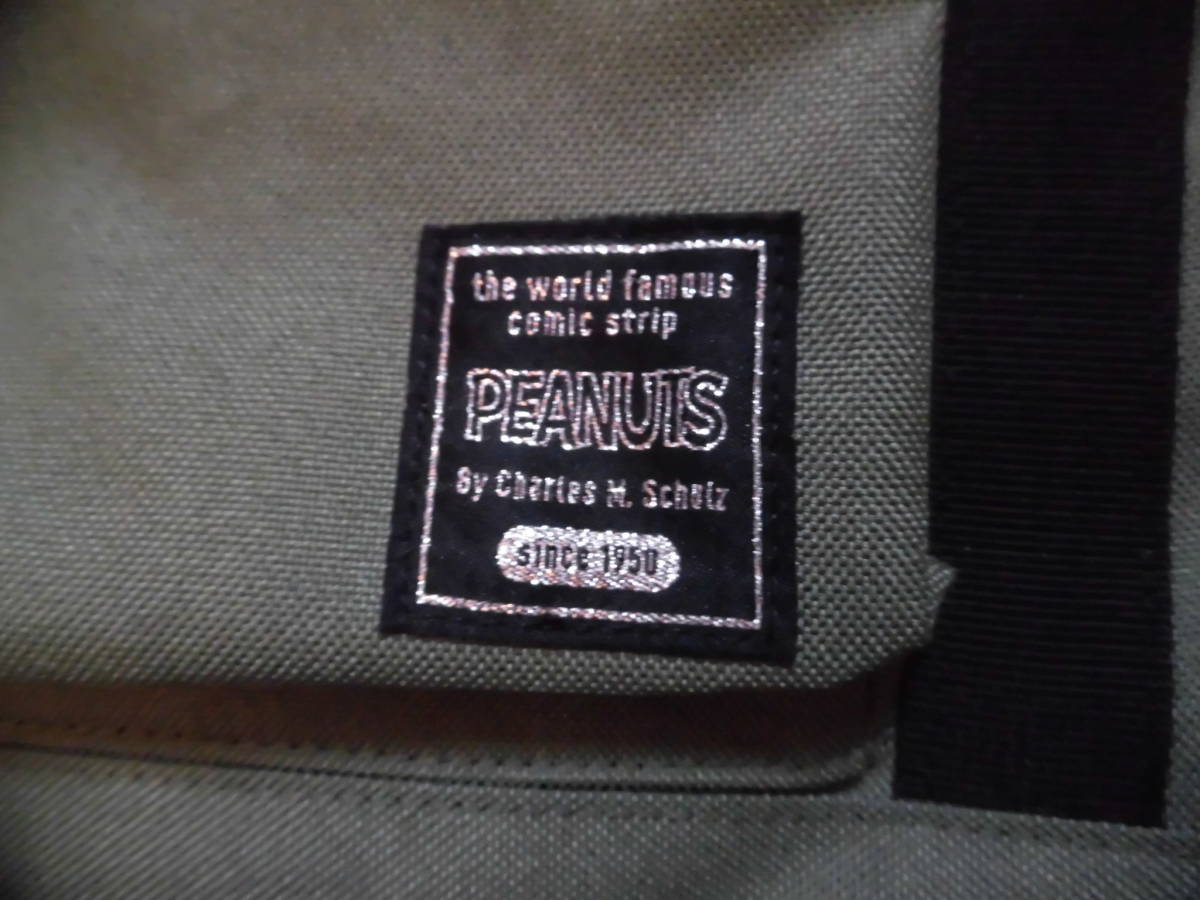 the world famous
comic strip
PEANUTS
By Charles M. Schulz
since 1950